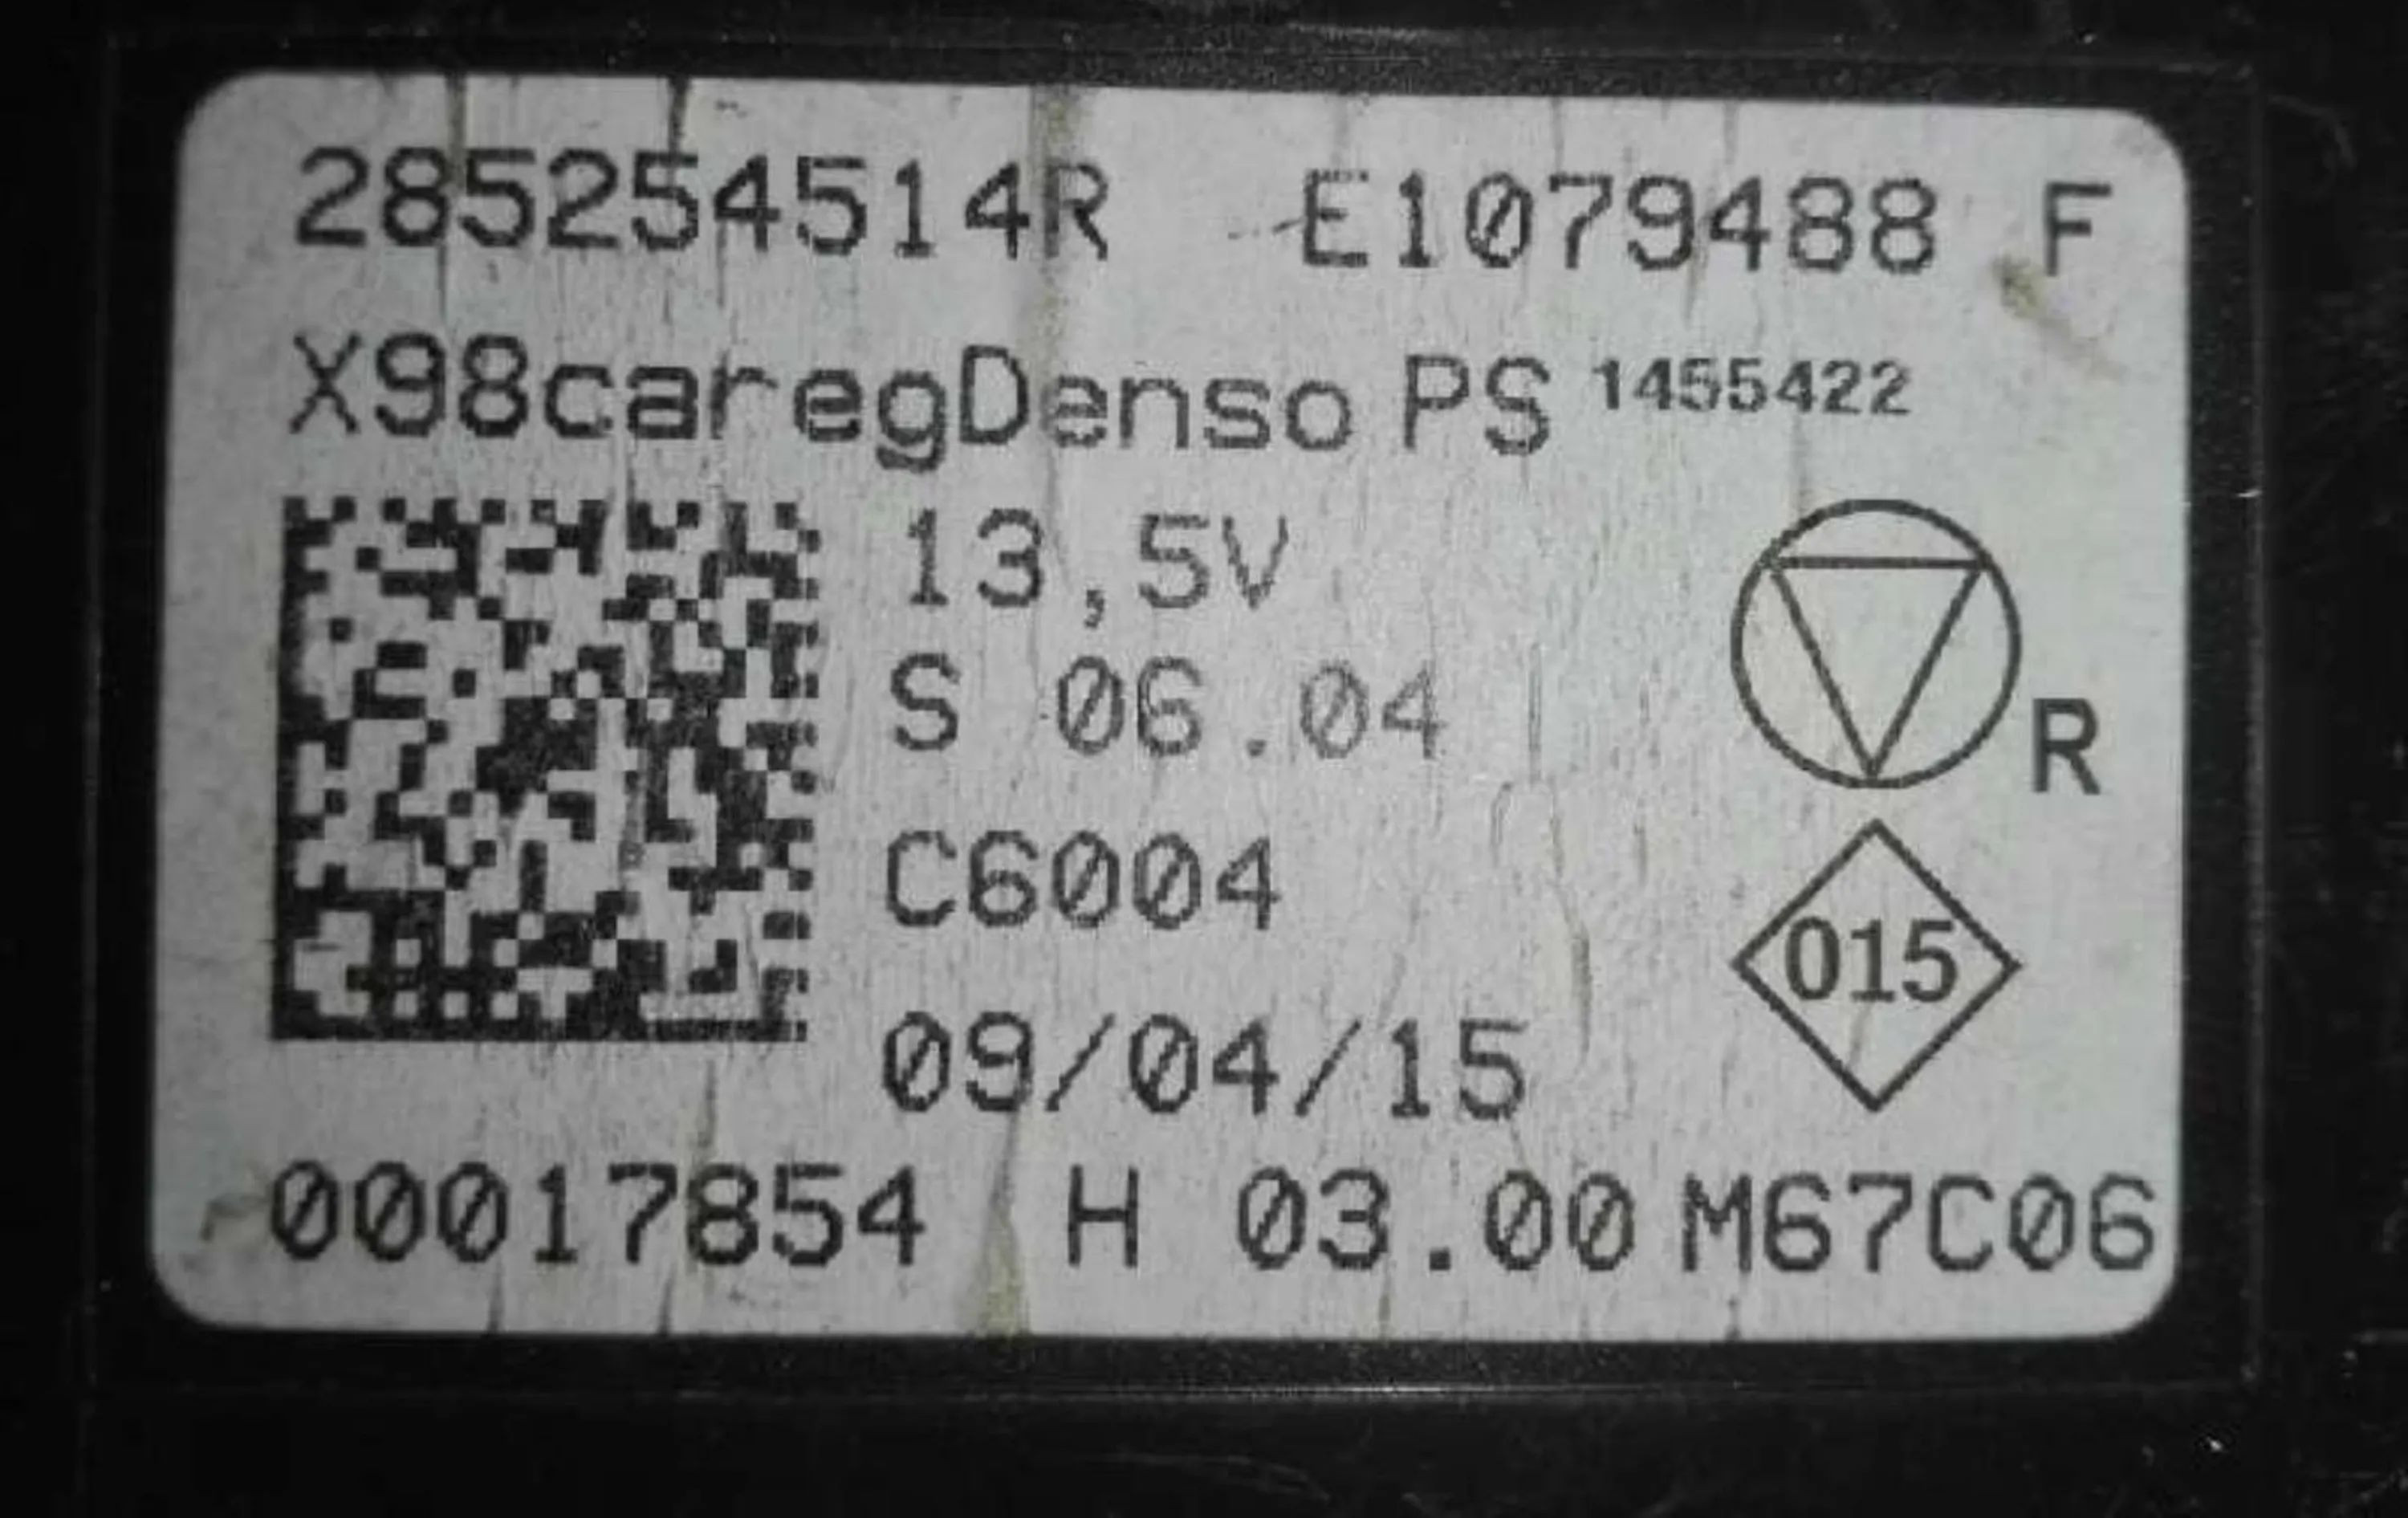 285254514R E1079488 F
X98caregDenso PS 1455422
13,5V
S 06.04
R
C6004
015
09/04/15
00017854 H 03.00 M67C06